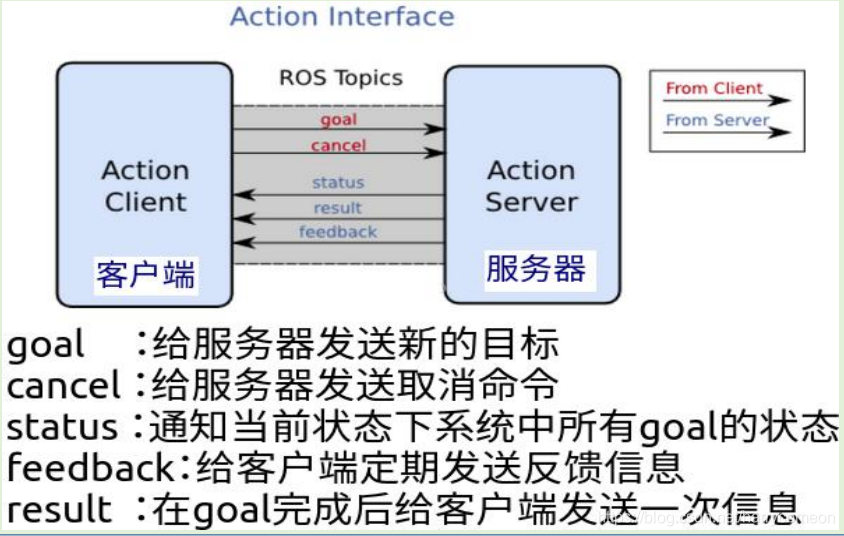 Action Interface
ROS Topics
From Client
From Server
goal
cancel
status
result
feedback
Action
Client
客户端
Action
Server
服务器
goal :给服务器发送新的目标
cancel:给服务器发送取消命令
status:通知当前状态下系统中所有goal的状态
feedback:给客户端定期发送反馈信息
result :在goal完成后给客户端发送一次信息